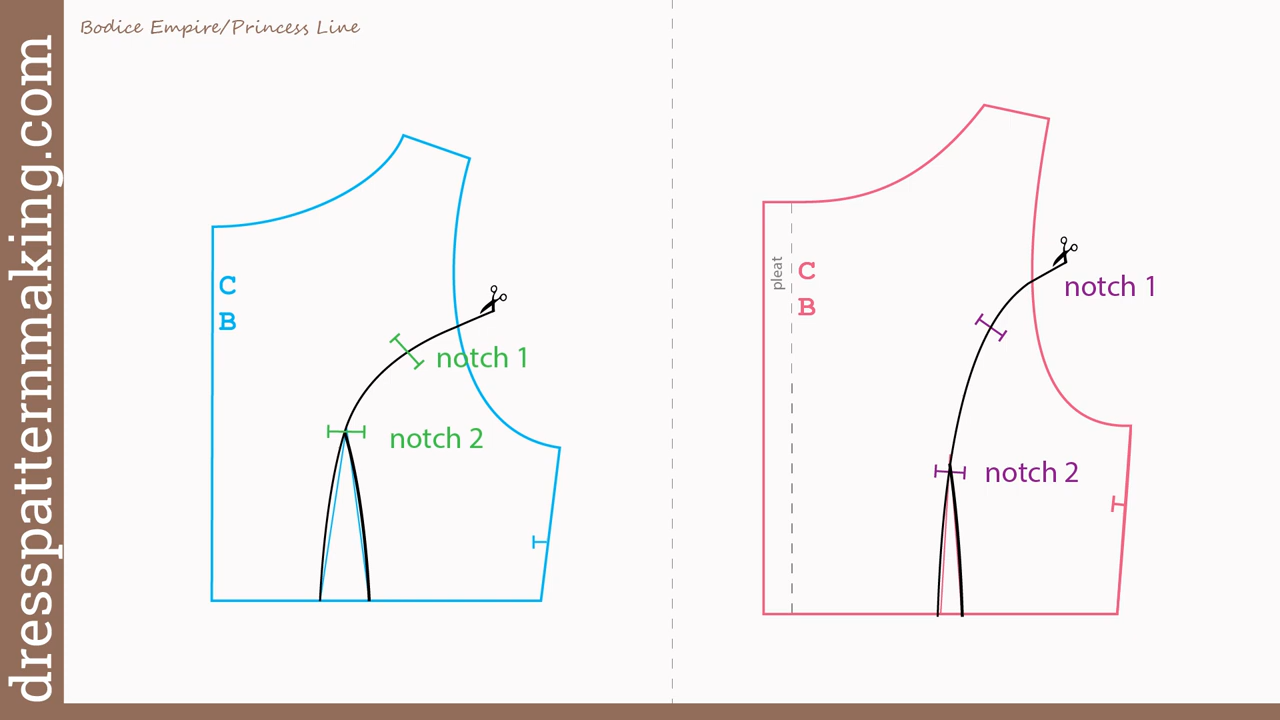 dresspatternmaking.com
Bodice Empire/Princess Line
C
B
notch 1
notch 2
pleat
C
B
notch 1
notch 2